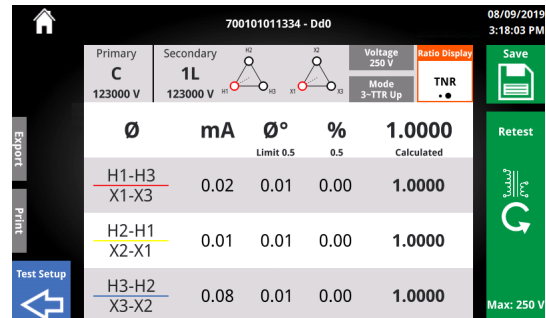 700101011334 - Dd0
08/09/2019
3:18:03 PM
Primary
C
123000 V
Secondary
1L
123000 V
H2
H1
H3
X2
X1
X3
Voltage
250 V
Mode
3~TTR Up
Ratio Display
TNR
Save
Ø
mA
Ø°
Limit 0.5
%
0.5
1.0000
Calculated
H1-H3
X1-X3
0.02
0.01
0.00
1.0000
H2-H1
X2-X1
0.01
0.01
0.00
1.0000
H3-H2
X3-X2
0.08
0.01
0.00
1.0000
Export
Print
Test Setup
Retest
Max: 250 V